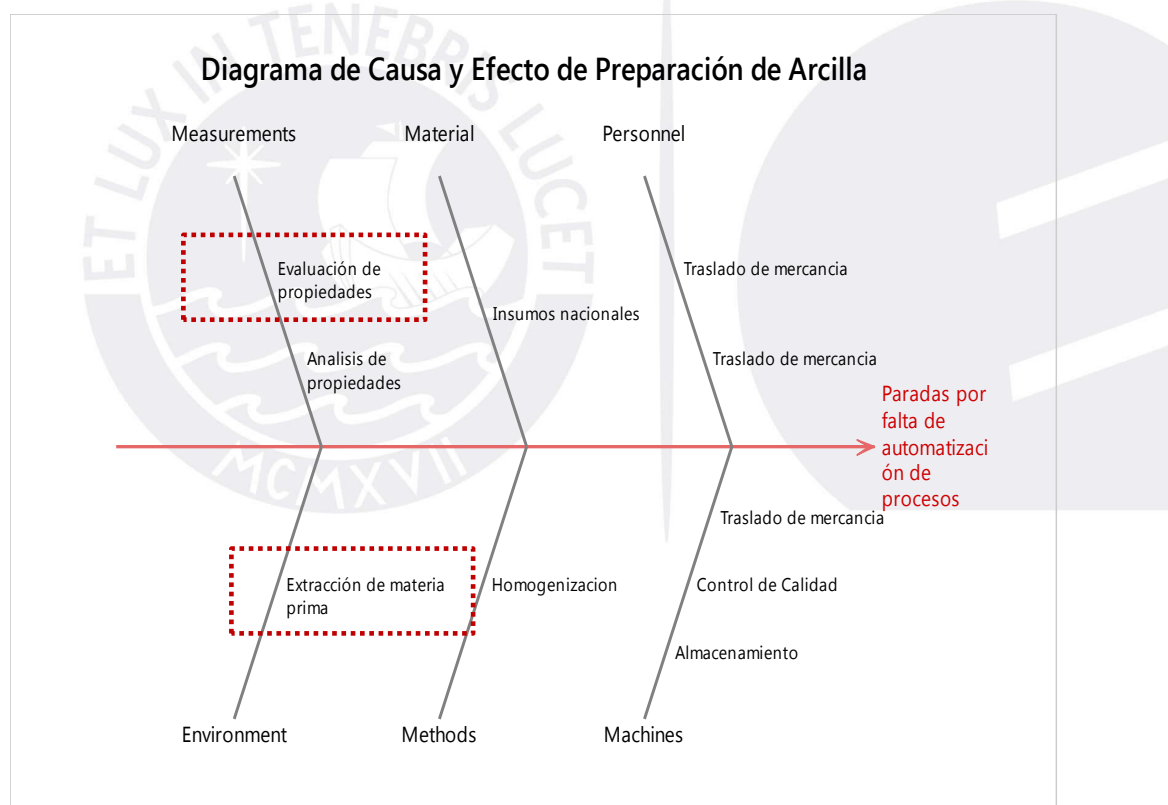 ET LUX IN TENEBRIS LUCET
MCMXVII
Diagrama de Causa y Efecto de Preparación de Arcilla
Measurements
Material
Personnel
Evaluación de
propiedades
Traslado de mercancia
Insumos nacionales
Analisis de
propiedades
Traslado de mercancia
Paradas por
falta de
automatizaci
ón de
procesos
Traslado de mercancia
Extracción de materia
prima
Homogenizacion
Control de Calidad
Almacenamiento
Environment
Methods
Machines